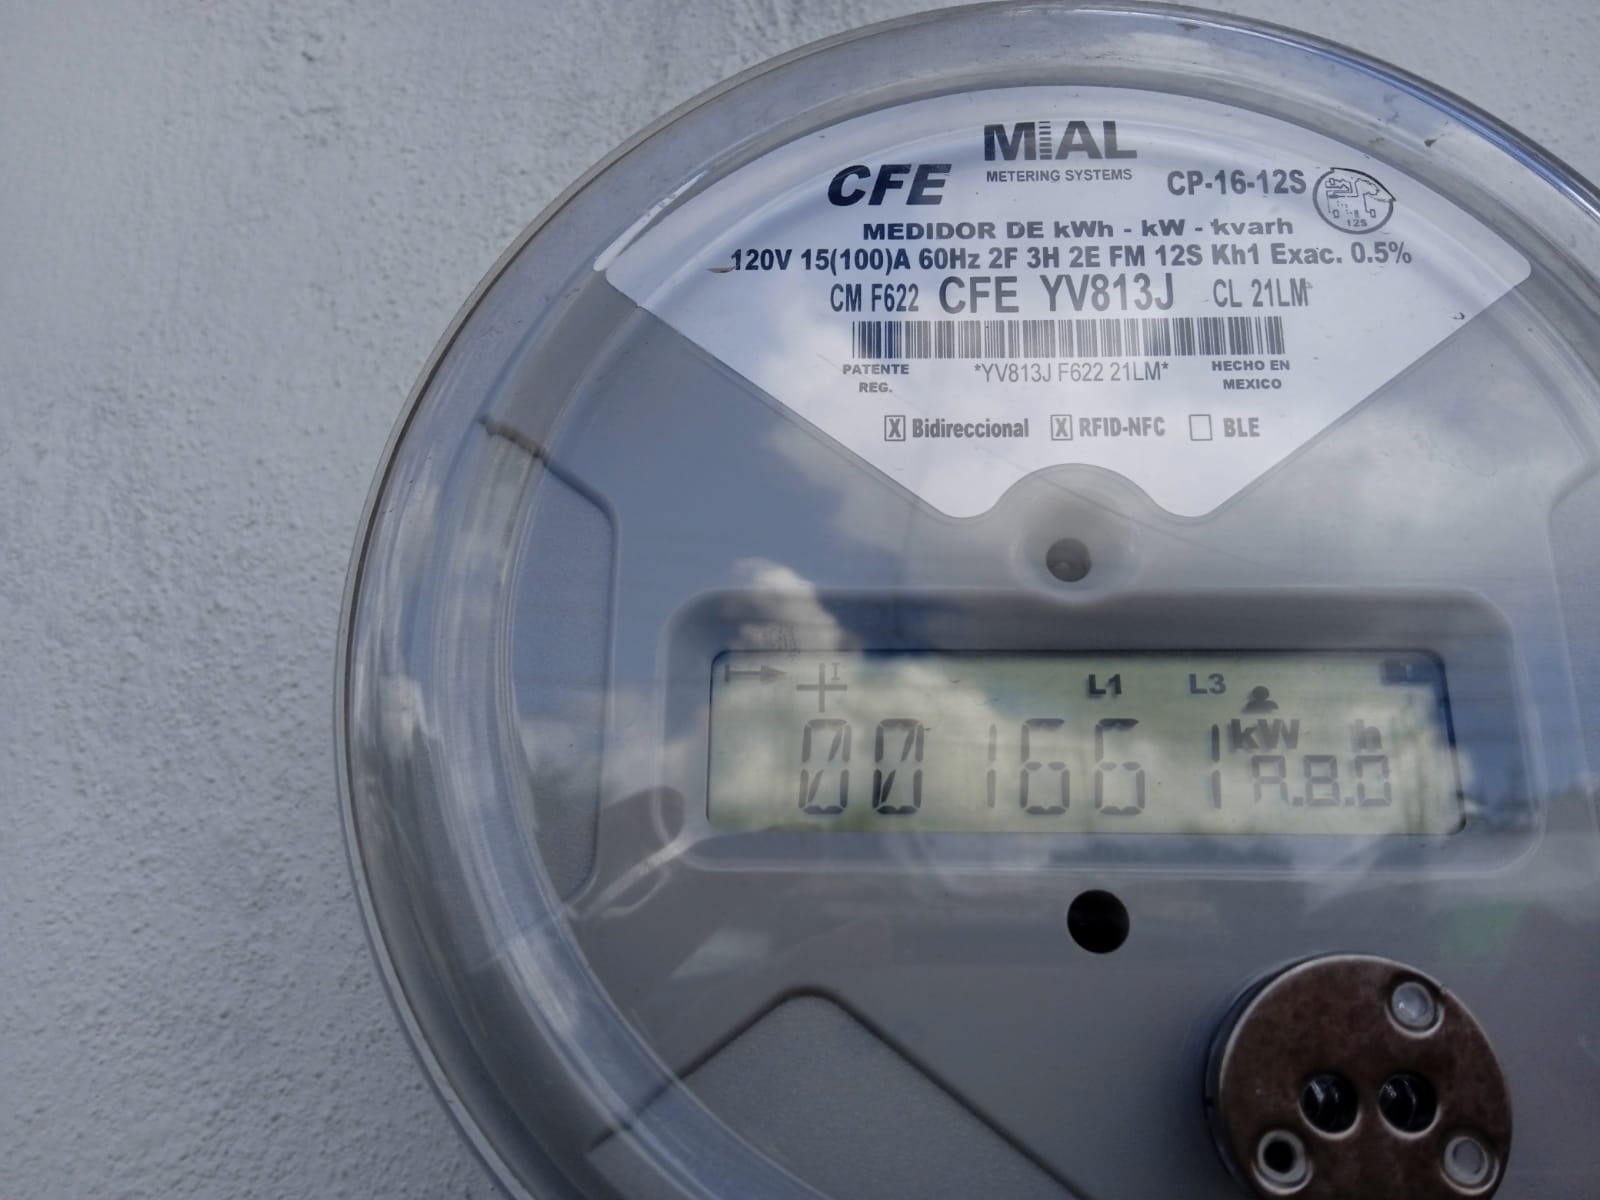 MIAL
METERING SYSTEMS
CFE
CP-16-12S
12S
MEDIDOR DE kWh - kW - kvarh
120V 15(100)A 60Hz 2F 3H 2E FM 12S Kh1 Exac. 0.5%
CM F622 CFE YV813J CL 21LM
PATENTE REG.
*YV813J F622 21LM*
HECHO EN MEXICO
X Bidireccional X RFID-NFC BLE
L1 L3
001661 kW h
A.B.0